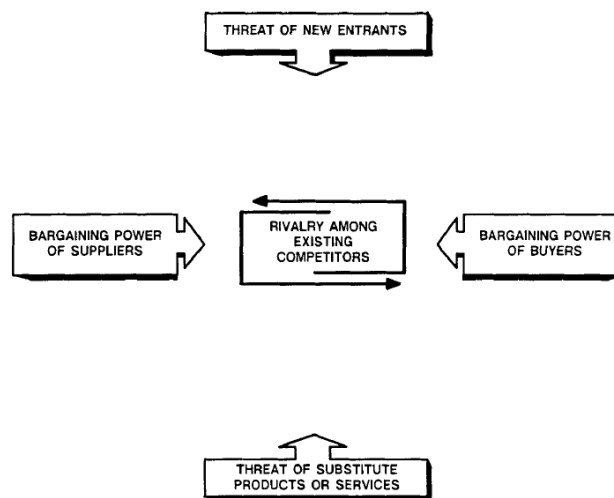 THREAT OF NEW ENTRANTS
BARGAINING POWER
OF SUPPLIERS
RIVALRY AMONG
EXISTING
COMPETITORS
BARGAINING POWER
OF BUYERS
THREAT OF SUBSTITUTE
PRODUCTS OR SERVICES